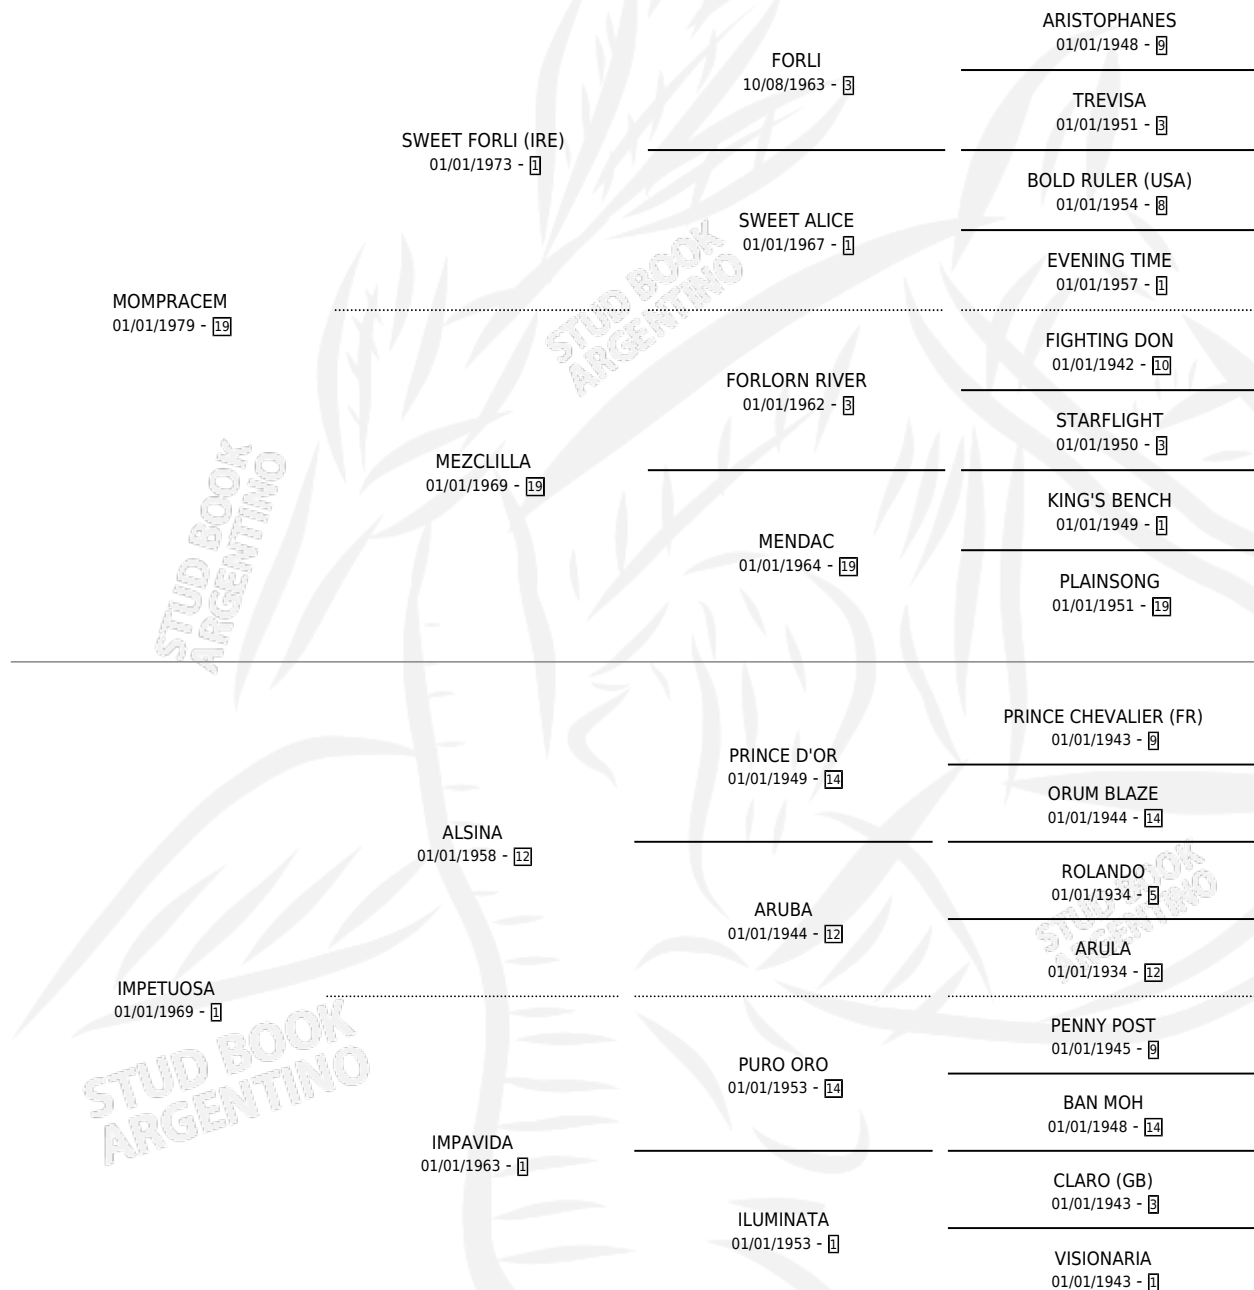 ARISTOPHANES
01/01/1948 - 9
FORLI
10/08/1963 - 3
TREVISA
01/01/1951 - 3
SWEET FORLI (IRE)
01/01/1973 - 1
BOLD RULER (USA)
01/01/1954 - 8
SWEET ALICE
01/01/1967 - 1
EVENING TIME
01/01/1957 - 1
MOMPRACEM
01/01/1979 - 19
FIGHTING DON
01/01/1942 - 10
FORLORN RIVER
01/01/1962 - 3
STARFLIGHT
01/01/1950 - 3
MEZCLILLA
01/01/1969 - 19
KING'S BENCH
01/01/1949 - 1
MENDAC
01/01/1964 - 19
PLAINSONG
01/01/1951 - 19
PRINCE CHEVALIER (FR)
01/01/1943 - 9
PRINCE D'OR
01/01/1949 - 14
ORUM BLAZE
01/01/1944 - 14
ALSINA
01/01/1958 - 12
ROLANDO
01/01/1934 - 5
ARUBA
01/01/1944 - 12
ARULA
01/01/1934 - 12
IMPETUOSA
01/01/1969 - 1
PENNY POST
01/01/1945 - 9
PURO ORO
01/01/1953 - 14
BAN MOH
01/01/1948 - 14
IMPAVIDA
01/01/1963 - 1
CLARO (GB)
01/01/1943 - 3
ILUMINATA
01/01/1953 - 1
VISIONARIA
01/01/1943 - 1
STUD BOOK
ARGENTINO
STUD BOOK
ARGENTINO
STUD BOOK
ARGENTINO
STUD BOOK
ARGENTINO